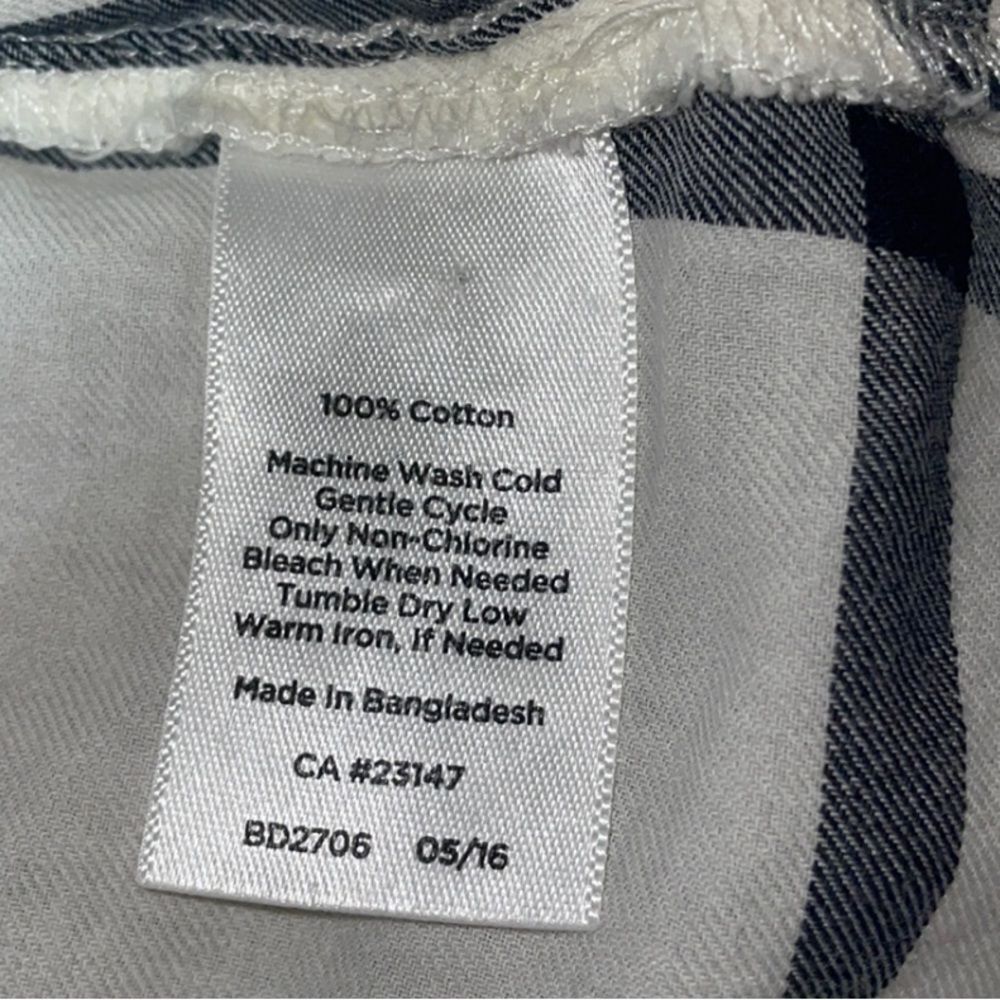 100% Cotton
Machine Wash Cold
Gentle Cycle
Only Non-Chlorine
Bleach When Needed
Tumble Dry Low
Warm Iron, If Needed
Made In Bangladesh
CA #23147
BD2706 05/16